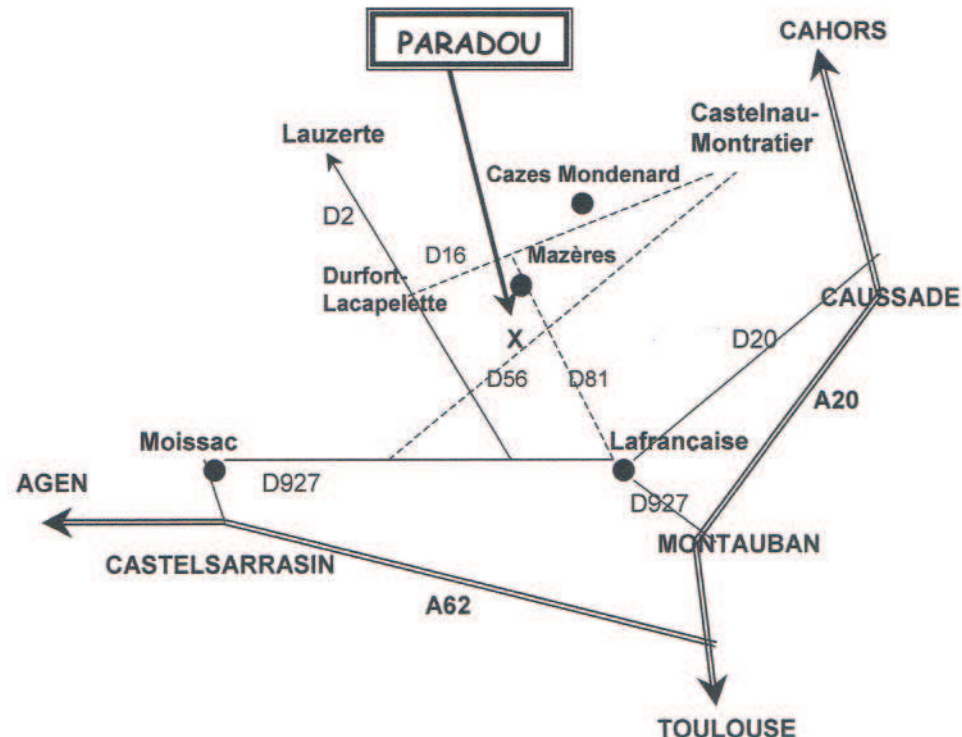 PARADOU
CAHORS
Castelnau-
Montratier
Lauzerte
Cazes Mondenard
D2
D16
Mazères
Durfort-
Lacapelette
CAUSSADE
X
D20
D56
D81
A20
Moissac
Lafrançaise
AGEN
D927
D927
MONTAUBAN
CASTELSARRASIN
A62
TOULOUSE